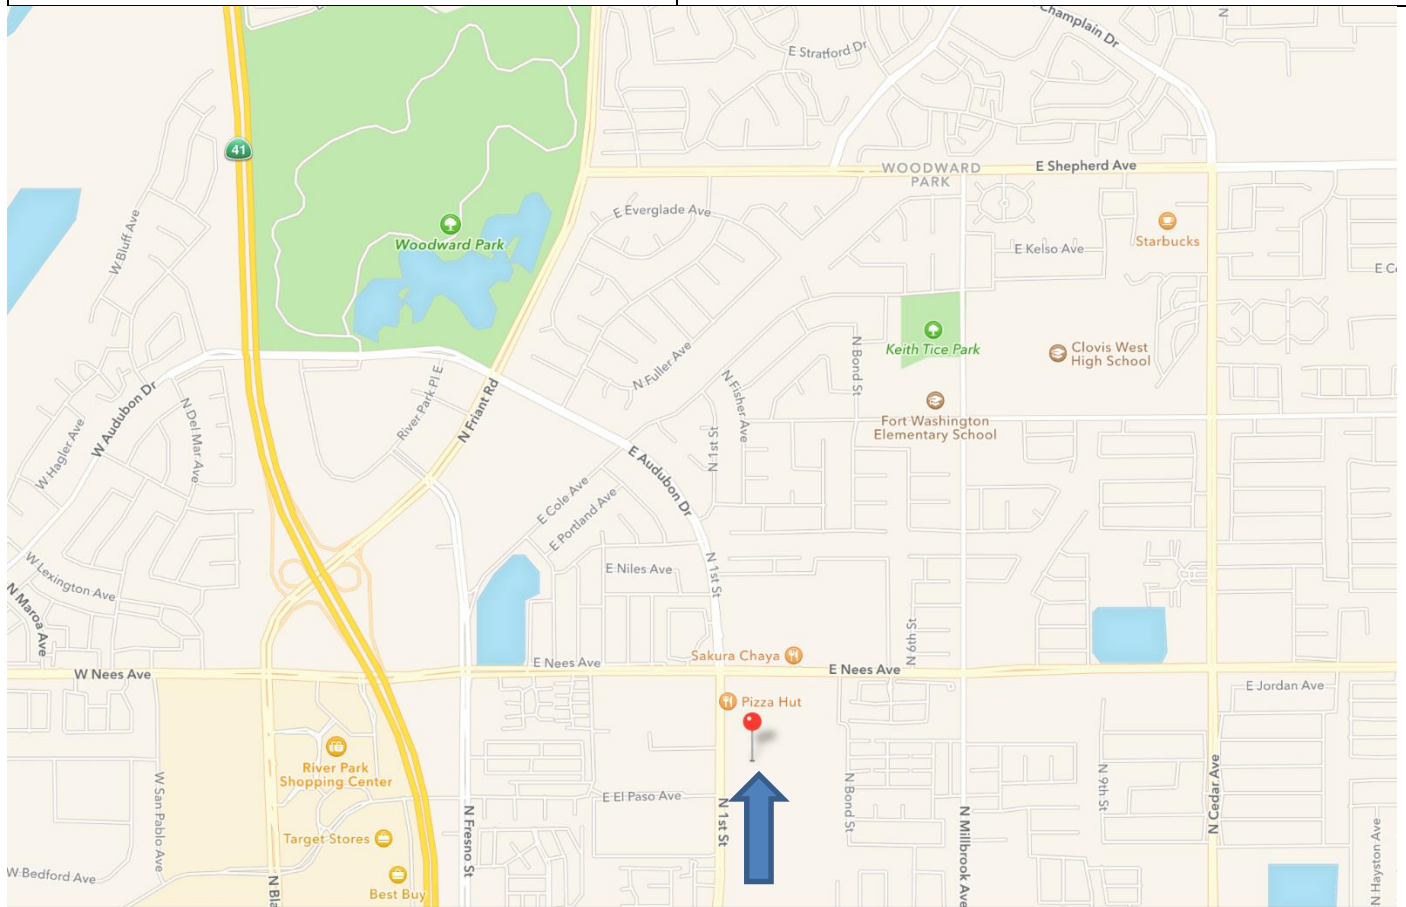 Champlain Dr
N
E Stratford Dr
41
WOODWARD
PARK
E Shepherd Ave
W Bluff Ave
Woodward Park
E Everglade Ave
Starbucks
E Kelso Ave
Keith Tice Park
Clovis West
High School
N Bond St
N Fuller Ave
N Fisher Ave
River Park Pl E
N Friant Rd
W Audubon Dr
N Del Mar Ave
W Hagler Ave
Fort Washington
Elementary School
N 1st St
E Audubon Dr
E Cole Ave
E Portland Ave
E Niles Ave
N 1st St
W Lexington Ave
N Maroa Ave
N 6th St
Sakura Chaya
E Nees Ave
E Nees Ave
W Nees Ave
E Jordan Ave
Pizza Hut
River Park
Shopping Center
W San Pablo Ave
E El Paso Ave
N 1st St
N Bond St
N Millbrook Ave
N 9th St
N Cedar Ave
N Fresno St
Target Stores
Best Buy
W Bedford Ave
N Hayston Ave